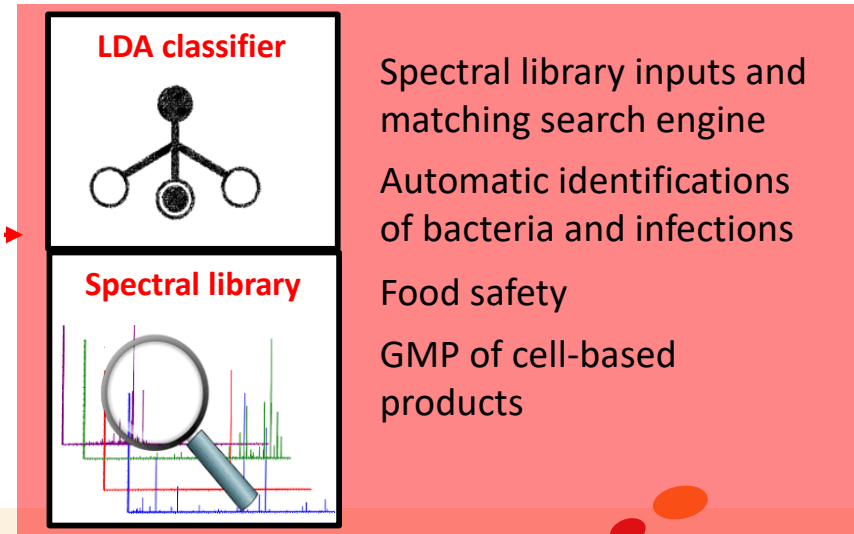 LDA classifier
Spectral library
Spectral library inputs and
matching search engine
Automatic identifications
of bacteria and infections
Food safety
GMP of cell-based
products